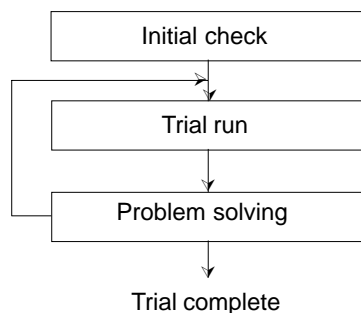 Initial check
Trial run
Problem solving
Trial complete